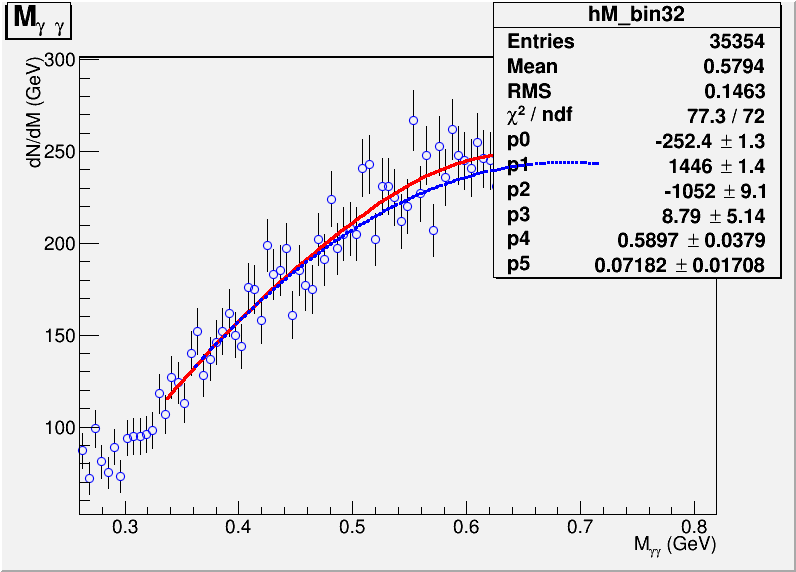 M γ γ
hM_bin32
Entries 35354
Mean 0.5794
RMS 0.1463
χ² / ndf 77.3 / 72
p0 -252.4 ± 1.3
p1 1446 ± 1.4
p2 -1052 ± 9.1
p3 8.79 ± 5.14
p4 0.5897 ± 0.0379
p5 0.07182 ± 0.01708
dN/dM (GeV)
300
250
200
150
100
0.3 0.4 0.5 0.6 0.7 0.8
Mγγ (GeV)